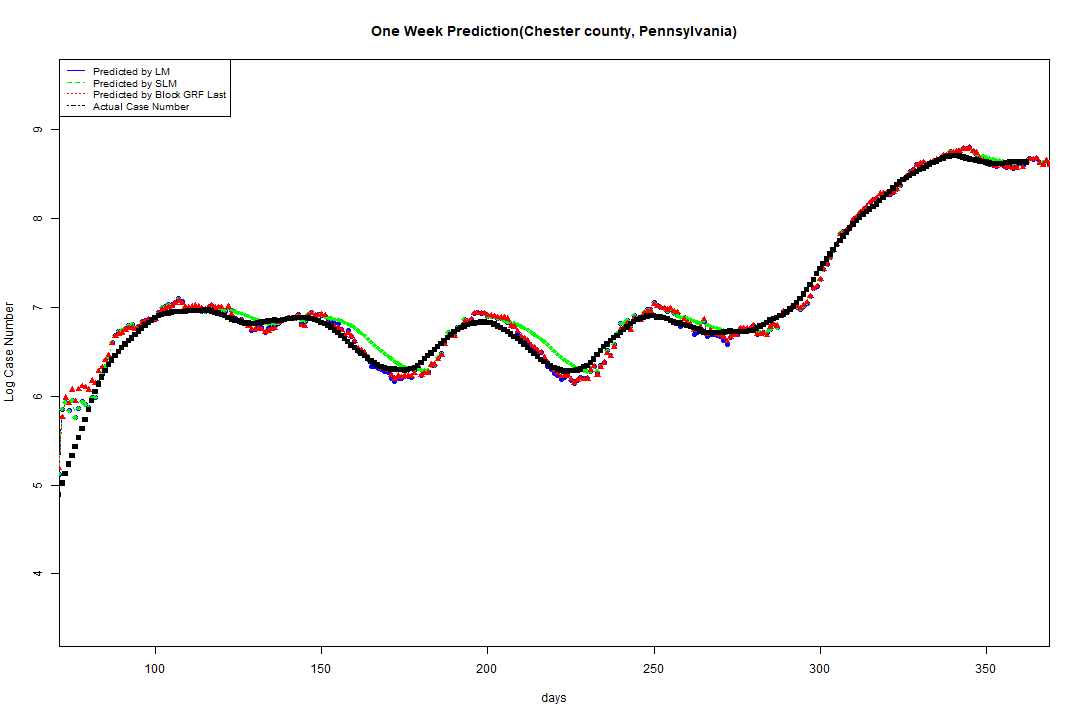 One Week Prediction(Chester county, Pennsylvania)
Predicted by LM
Predicted by SLM
Predicted by Block GRF Last
Actual Case Number
9
8
7
6
5
4
Log Case Number
100 150 200 250 300 350
days